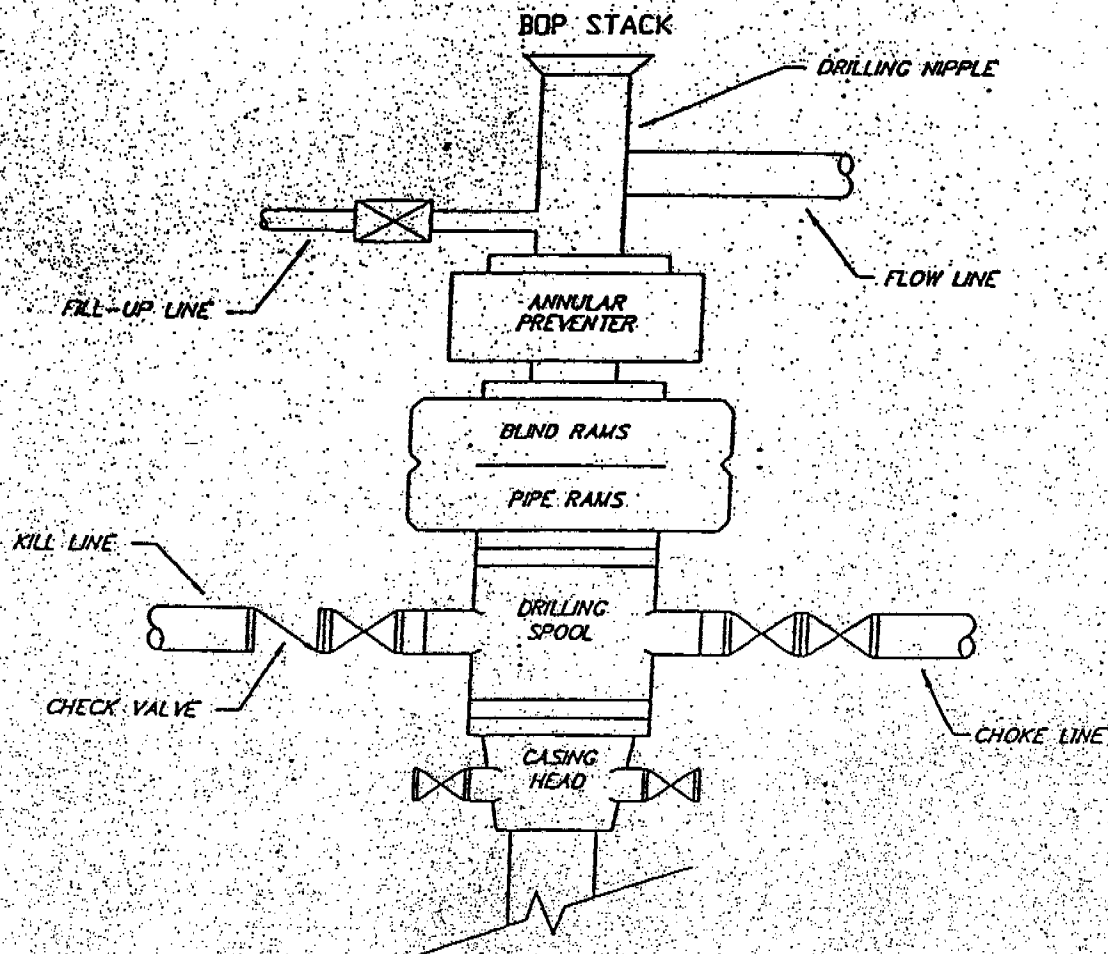 BOP STACK
DRILLING NIPPLE
FLOW LINE
FILL-UP LINE
ANNULAR
PREVENTER
BLIND RAMS
PIPE RAMS
KILL LINE
DRILLING
SPOOL
CHECK VALVE
CHOKE LINE
CASING
HEAD